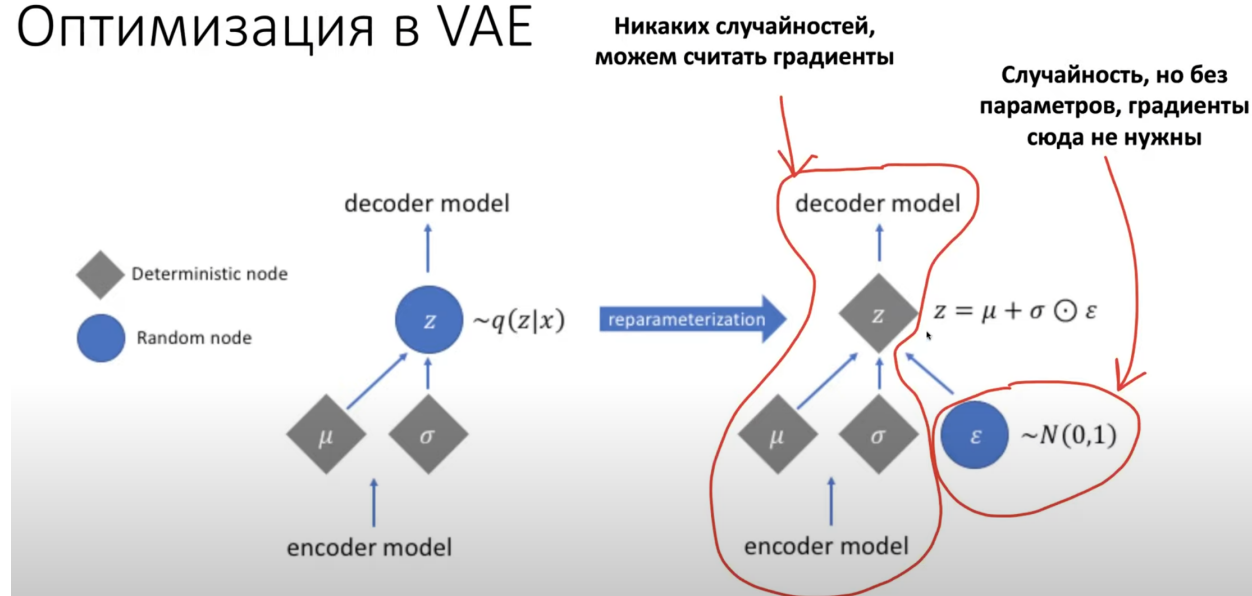 Оптимизация в VAE
Никаких случайностей,
можем считать градиенты
Случайность, но без
параметров, градиенты
сюда не нужны
decoder model
decoder model
Deterministic node
Random node
z
~q(z|x)
reparameterization
z
z = μ + σ ⊙ ε
μ
σ
μ
σ
ε
~N(0,1)
encoder model
encoder model